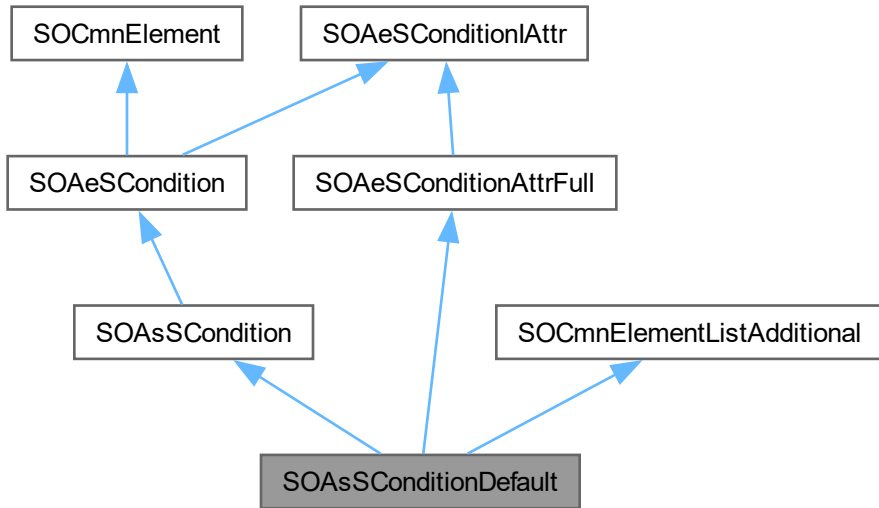 SOCmnElement
SOAeSConditionIAttr
SOAeSCondition
SOAeSConditionAttrFull
SOAsSCondition
SOCmnElementListAdditional
SOAsSConditionDefault